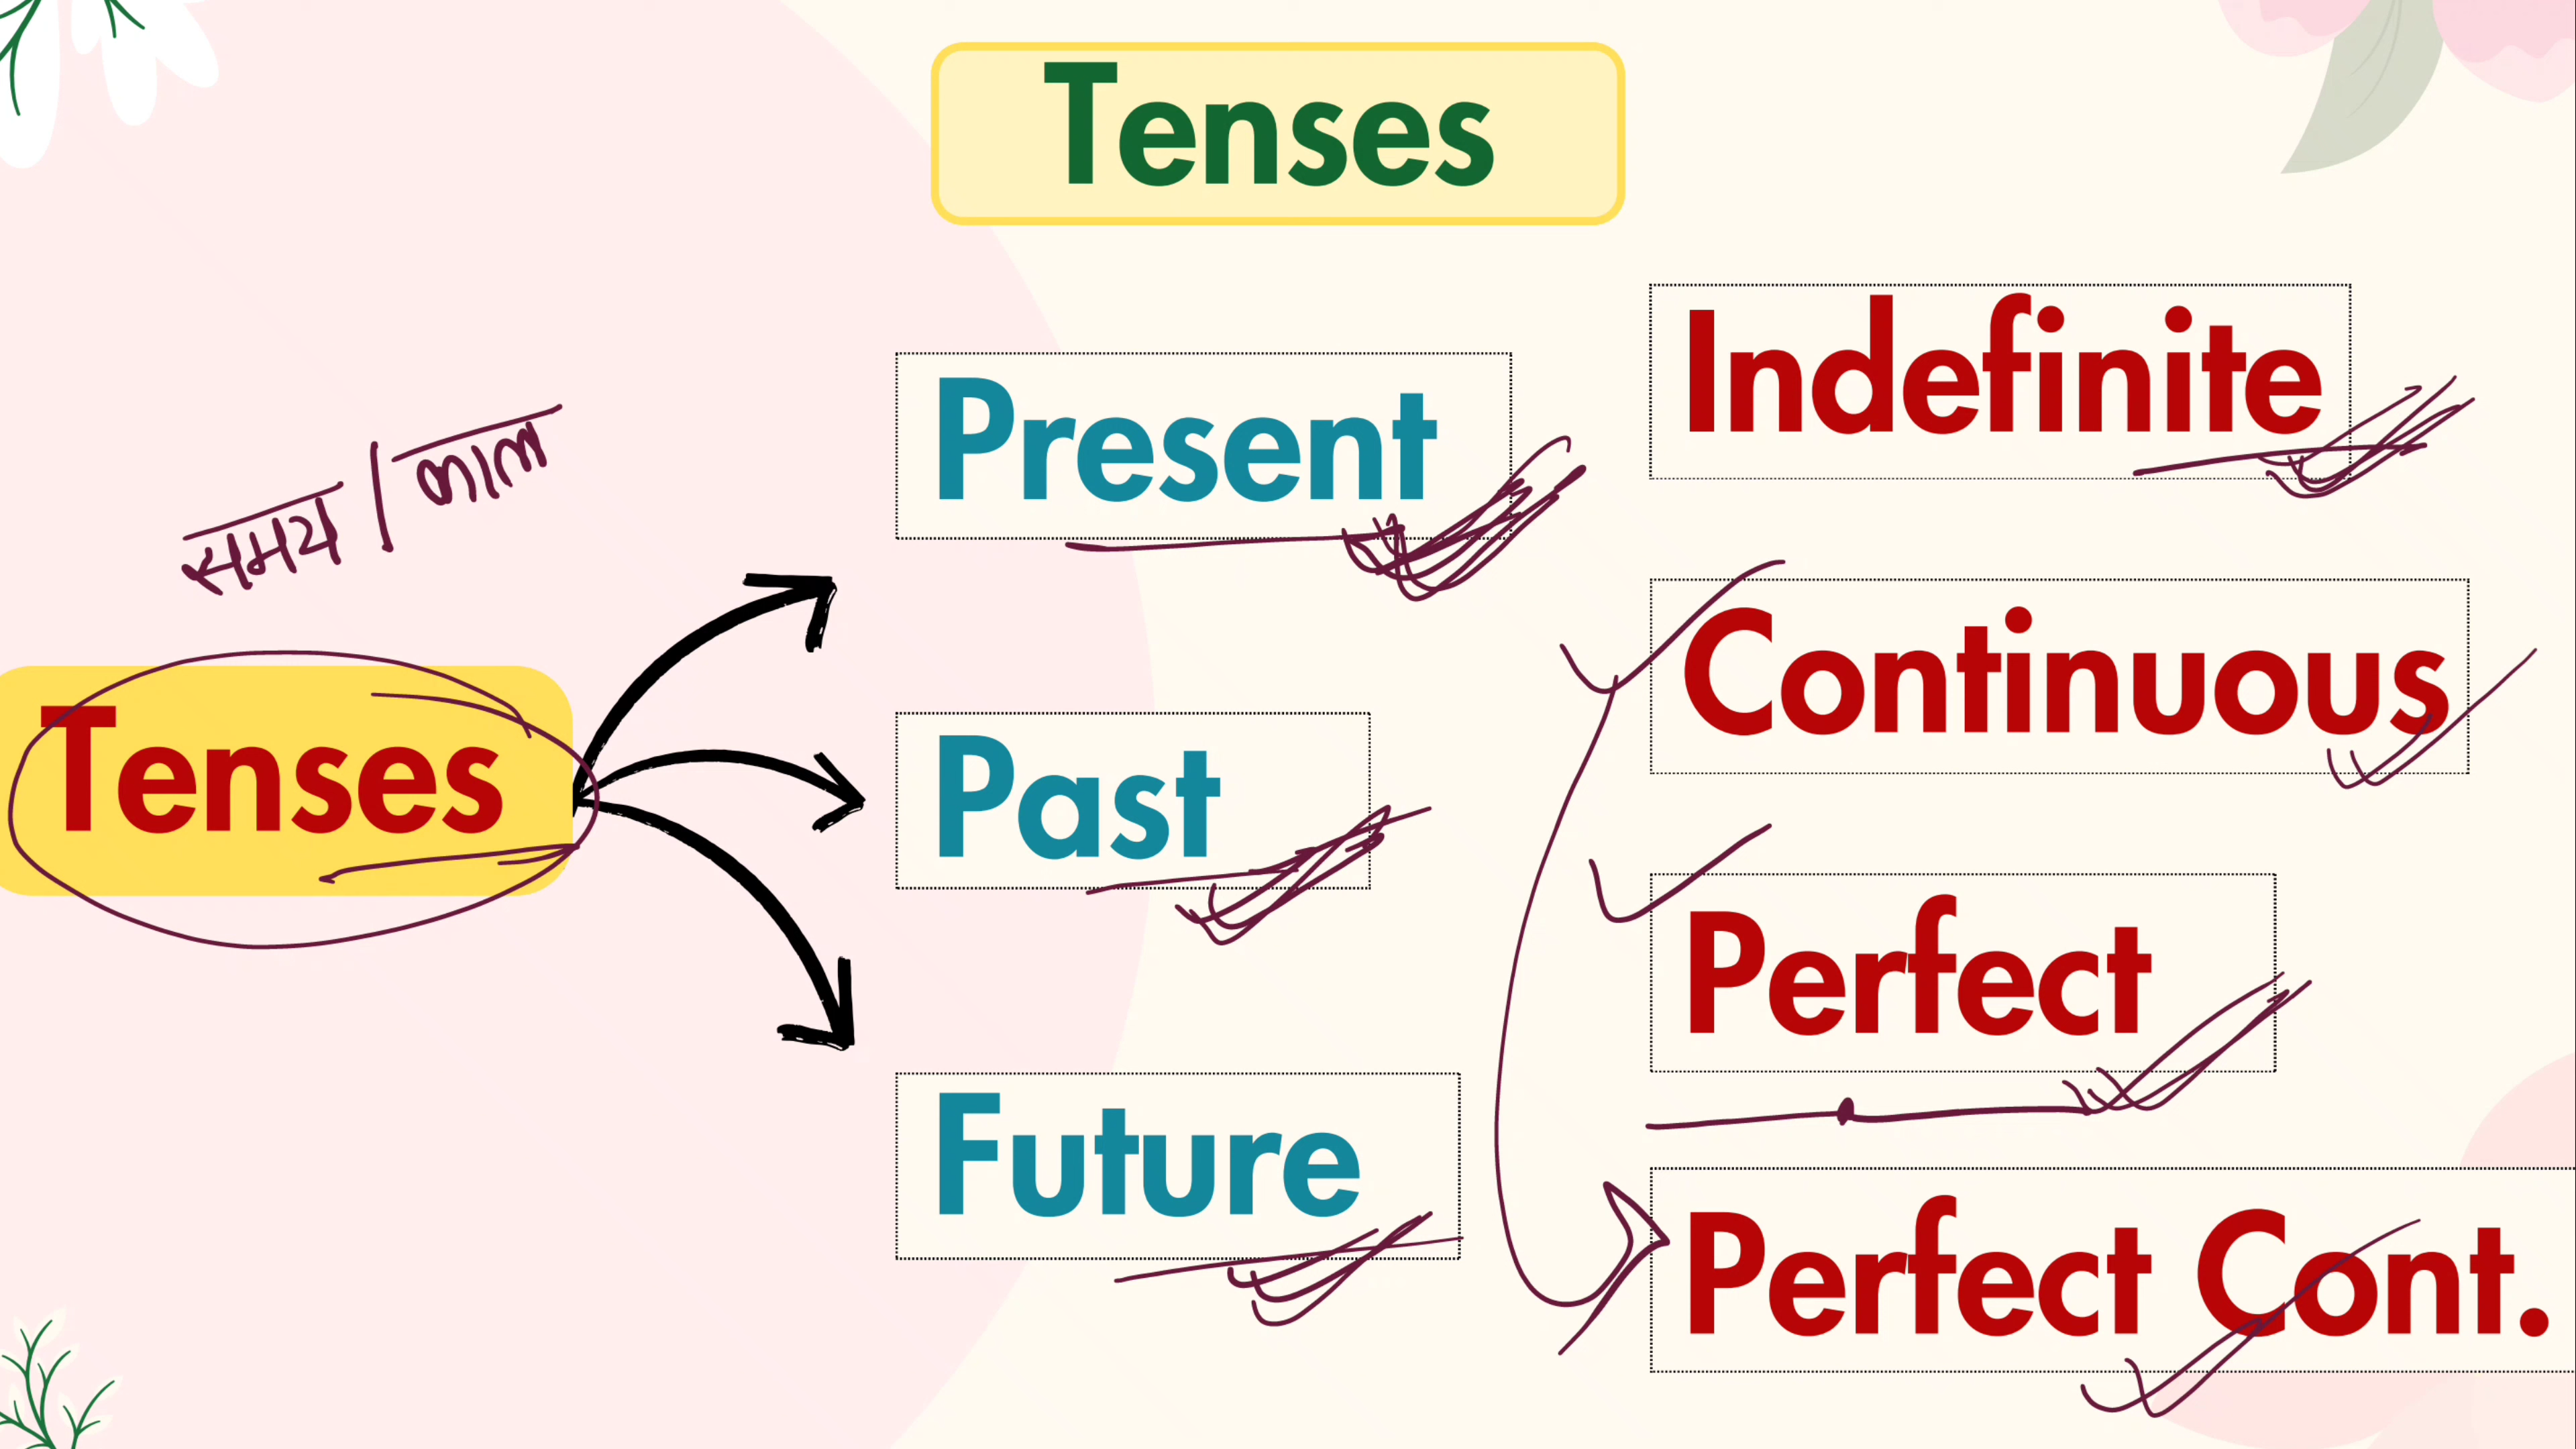 Tenses
समय / काल
Tenses
Present
Past
Future
Indefinite
Continuous
Perfect
Perfect Cont.